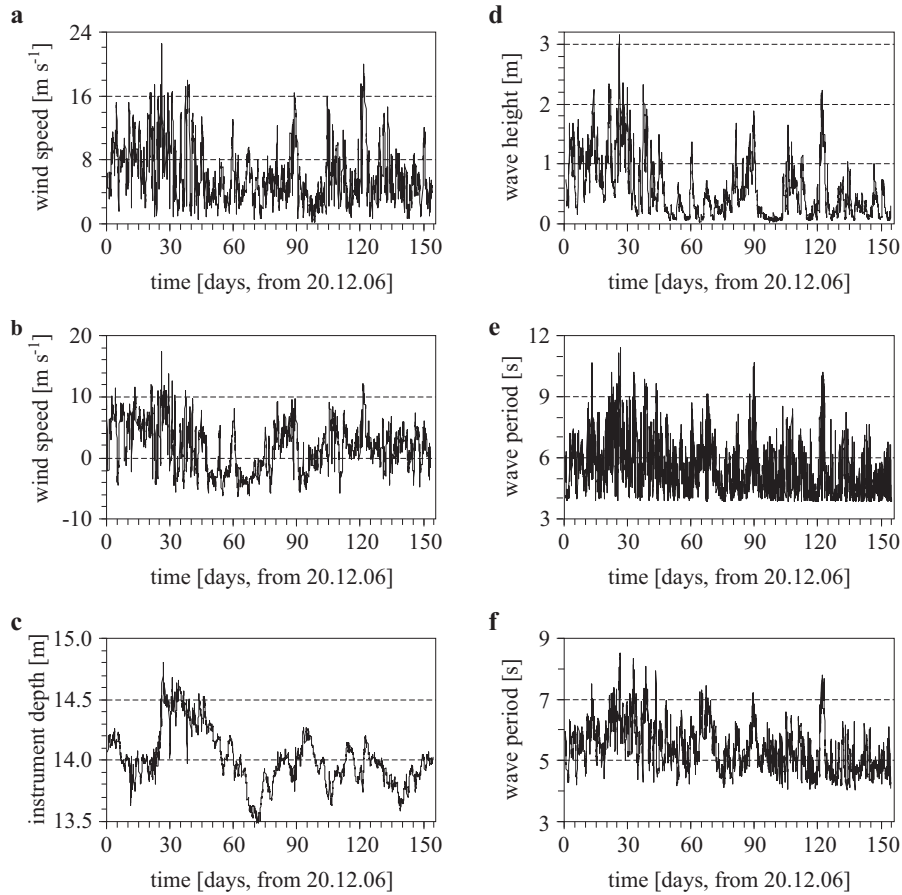 a
wind speed [m s-1]
24
16
8
0
0 30 60 90 120 150
time [days, from 20.12.06]
d
wave height [m]
3
2
1
0
0 30 60 90 120 150
time [days, from 20.12.06]
b
wind speed [m s-1]
20
10
0
-10
0 30 60 90 120 150
time [days, from 20.12.06]
e
wave period [s]
12
9
6
3
0 30 60 90 120 150
time [days, from 20.12.06]
c
instrument depth [m]
15.0
14.5
14.0
13.5
0 30 60 90 120 150
time [days, from 20.12.06]
f
wave period [s]
9
7
5
3
0 30 60 90 120 150
time [days, from 20.12.06]